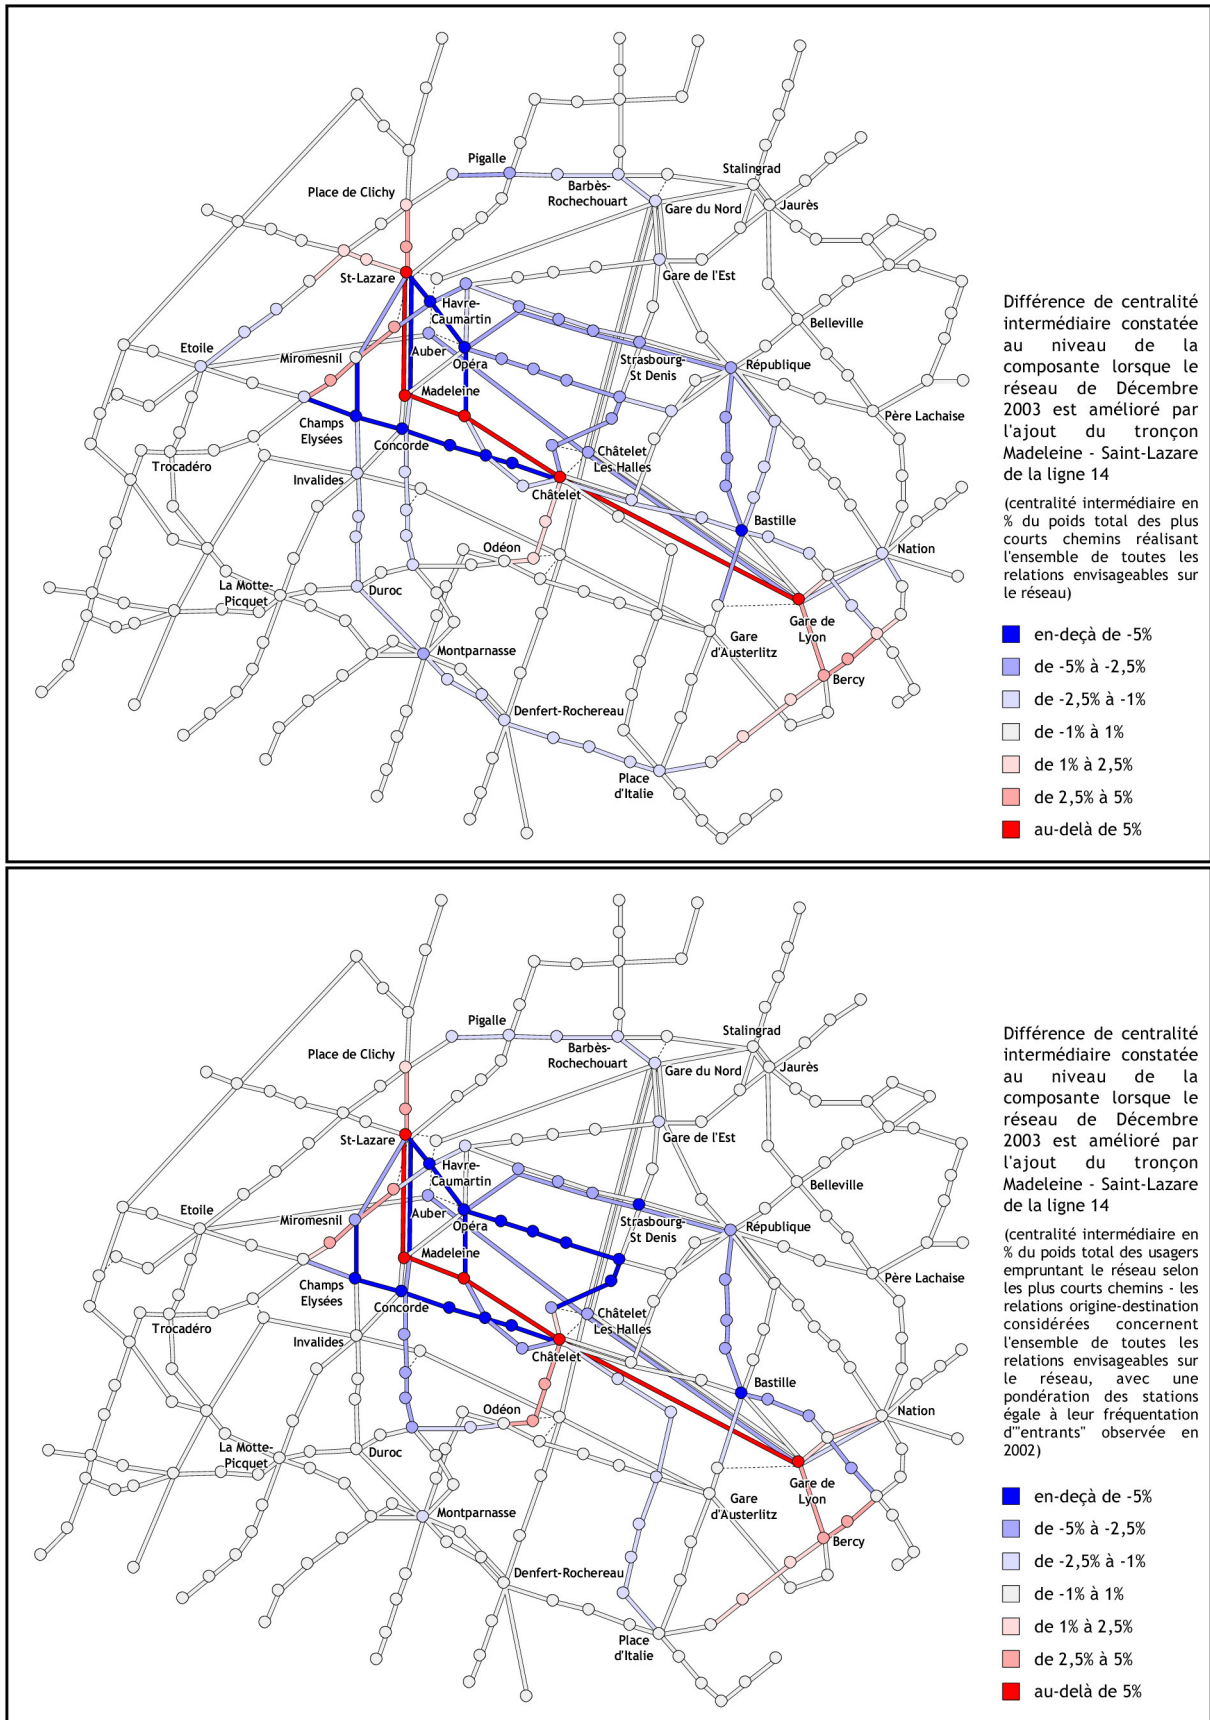 Pigalle
Stalingrad
Place de Clichy
Barbès-
Rochechouart
Gare du Nord
Jaurès
St-Lazare
Gare de l'Est
Havre-
Caumartin
Belleville
Etoile
Miromesnil
Auber
Opéra
Strasbourg-
St Denis
République
Madeleine
Père Lachaise
Champs
Elysées
Concorde
Trocadéro
Invalides
Châtelet
Les Halles
Châtelet
Bastille
Odéon
Nation
La Motte-
Picquet
Duroc
Gare de
Lyon
Gare
d'Austerlitz
Montparnasse
Bercy
Denfert-Rochereau
Place
d'Italie
Différence de centralité
intermédiaire constatée
au niveau de la
composante lorsque le
réseau de Décembre
2003 est amélioré par
l'ajout du tronçon
Madeleine - Saint-Lazare
de la ligne 14
(centralité intermédiaire en
% du poids total des plus
courts chemins réalisant
l'ensemble de toutes les
relations envisageables sur
le réseau)
en-deçà de -5%
de -5% à -2,5%
de -2,5% à -1%
de -1% à 1%
de 1% à 2,5%
de 2,5% à 5%
au-delà de 5%
Pigalle
Stalingrad
Place de Clichy
Barbès-
Rochechouart
Gare du Nord
Jaurès
St-Lazare
Gare de l'Est
Havre-
Caumartin
Belleville
Etoile
Miromesnil
Auber
Opéra
Strasbourg-
St Denis
République
Madeleine
Père Lachaise
Champs
Elysées
Concorde
Trocadéro
Invalides
Châtelet
Les Halles
Châtelet
Bastille
Odéon
Nation
La Motte-
Picquet
Duroc
Gare de
Lyon
Gare
d'Austerlitz
Montparnasse
Bercy
Denfert-Rochereau
Place
d'Italie
Différence de centralité
intermédiaire constatée
au niveau de la
composante lorsque le
réseau de Décembre
2003 est amélioré par
l'ajout du tronçon
Madeleine - Saint-Lazare
de la ligne 14
(centralité intermédiaire en
% du poids total des usagers
empruntant le réseau selon
les plus courts chemins - les
relations origine-destination
considérées concernent
l'ensemble de toutes les
relations envisageables sur
le réseau, avec une
pondération des stations
égale à leur fréquentation
d'"entrants" observée en
2002)
en-deçà de -5%
de -5% à -2,5%
de -2,5% à -1%
de -1% à 1%
de 1% à 2,5%
de 2,5% à 5%
au-delà de 5%